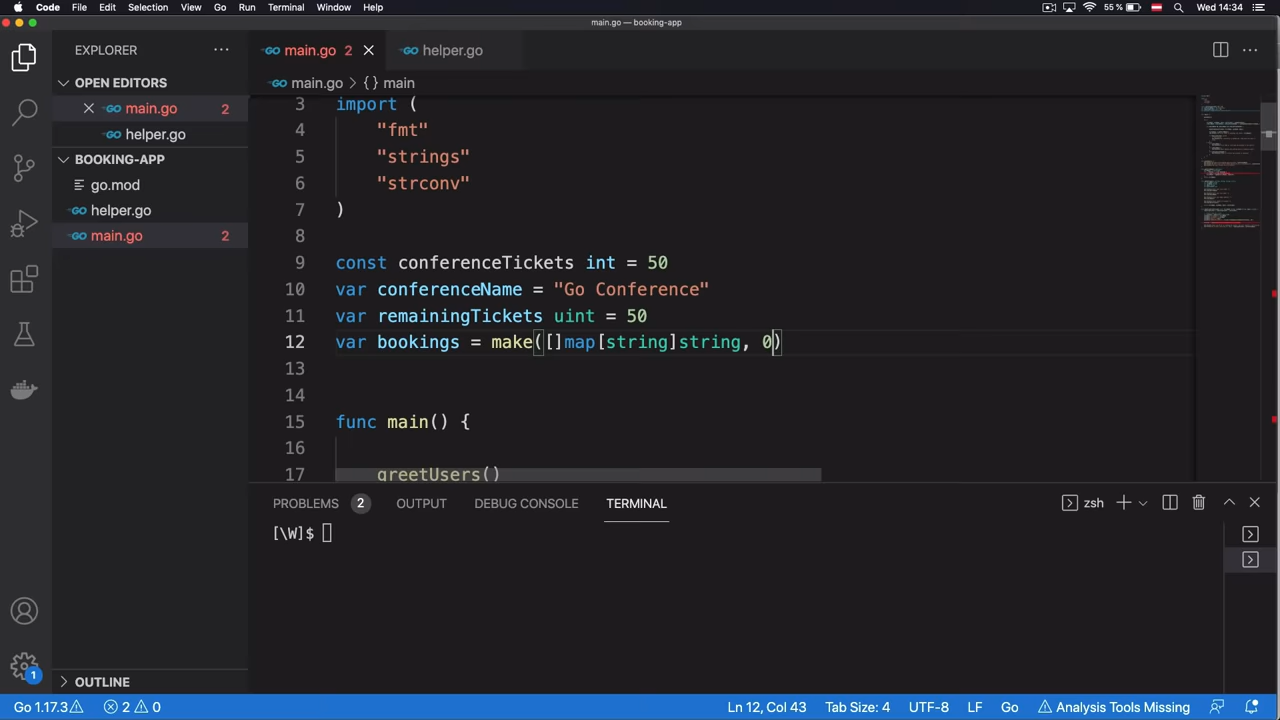 Code File Edit Selection View Go Run Terminal Window Help 55 % Wed 14:34
main.go — booking-app
EXPLORER
OPEN EDITORS
main.go 2
helper.go
BOOKING-APP
go.mod
helper.go
main.go 2
OUTLINE
main.go 2 helper.go
main.go > {} main
3 import (
4 "fmt"
5 "strings"
6 "strconv"
7 )
8
9 const conferenceTickets int = 50
10 var conferenceName = "Go Conference"
11 var remainingTickets uint = 50
12 var bookings = make([]map[string]string, 0)
13
14
15 func main() {
16
17 greetUsers()
PROBLEMS 2 OUTPUT DEBUG CONSOLE TERMINAL zsh
[\W]$
1
Go 1.17.3 2 0 Ln 12, Col 43 Tab Size: 4 UTF-8 LF Go Analysis Tools Missing